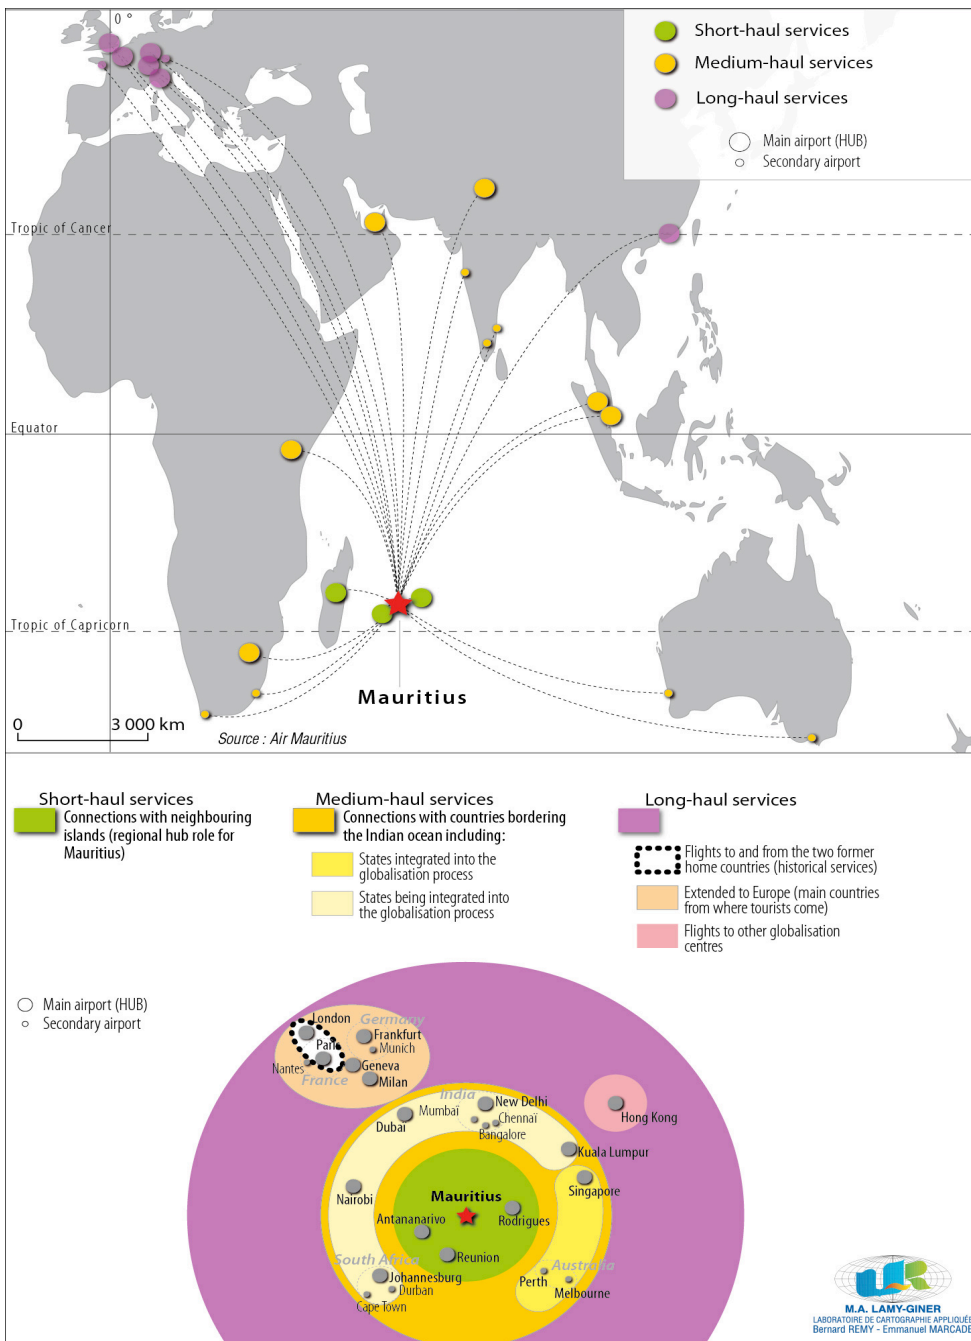 0 °
Short-haul services
Medium-haul services
Long-haul services
Main airport (HUB)
Secondary airport
Tropic of Cancer
Equator
Tropic of Capricorn
Mauritius
0 3 000 km
Source : Air Mauritius
Short-haul services
Connections with neighbouring
islands (regional hub role for
Mauritius)
Medium-haul services
Connections with countries bordering
the Indian ocean including:
States integrated into the
globalisation process
States being integrated into
the globalisation process
Long-haul services
Flights to and from the two former
home countries (historical services)
Extended to Europe (main countries
from where tourists come)
Flights to other globalisation
centres
Main airport (HUB)
Secondary airport
London
Germany
Frankfurt
Paris
Munich
Nantes
Geneva
France
Milan
India
New Delhi
Mumbaï
Chennaï
Dubai
Bangalore
Hong Kong
Kuala Lumpur
Singapore
Nairobi
Mauritius
Antananarivo
Rodrigues
Reunion
South Africa
Johannesburg
Durban
Cape Town
Australia
Perth
Melbourne
M.A. LAMY-GINER
LABORATOIRE DE CARTOGRAPHIE APPLIQUÉE
Bernard REMY - Emmanuel MARCADE